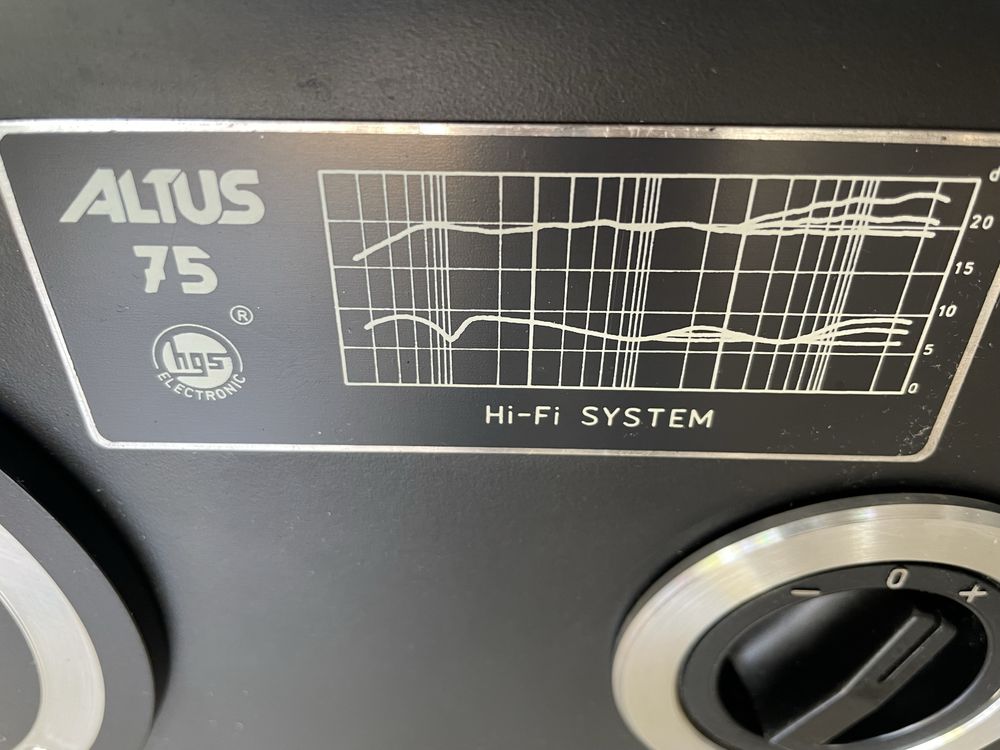 ALTUS
75
®
hgs
ELECTRONIC
d
20
15
10
5
0
Hi-Fi SYSTEM
- 0 +